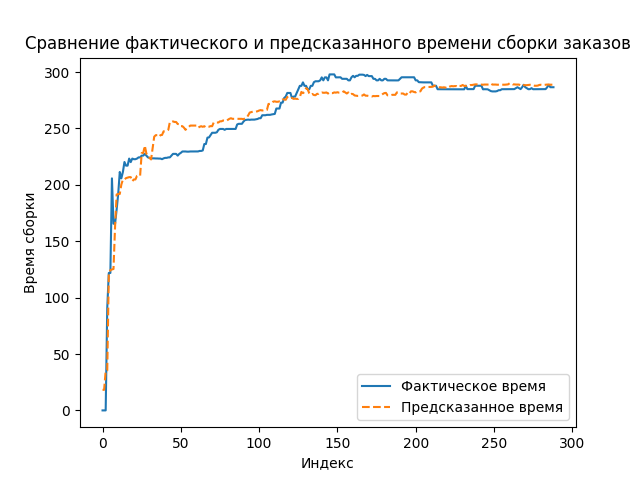 Сравнение фактического и предсказанного времени сборки заказов
300
250
200
150
100
50
0
Время сборки
Фактическое время
Предсказанное время
0 50 100 150 200 250 300
Индекс